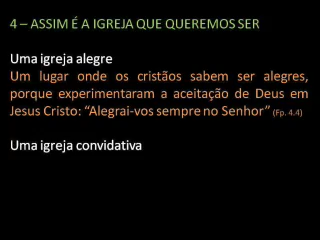 4 – ASSIM É A IGREJA QUE QUEREMOS SER
Uma igreja alegre
Um lugar onde os cristãos sabem ser alegres,
porque experimentaram a aceitação de Deus em
Jesus Cristo: “Alegrai-vos sempre no Senhor” (Fp. 4.4)
Uma igreja convidativa